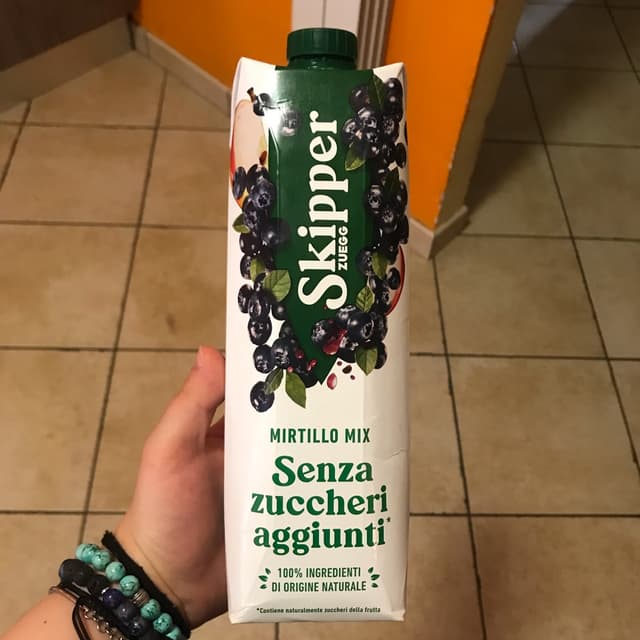 Skipper
ZUEGG
MIRTILLO MIX
Senza
zuccheri
aggiunti*
100% INGREDIENTI
DI ORIGINE NATURALE
*Contiene naturalmente zuccheri della frutta